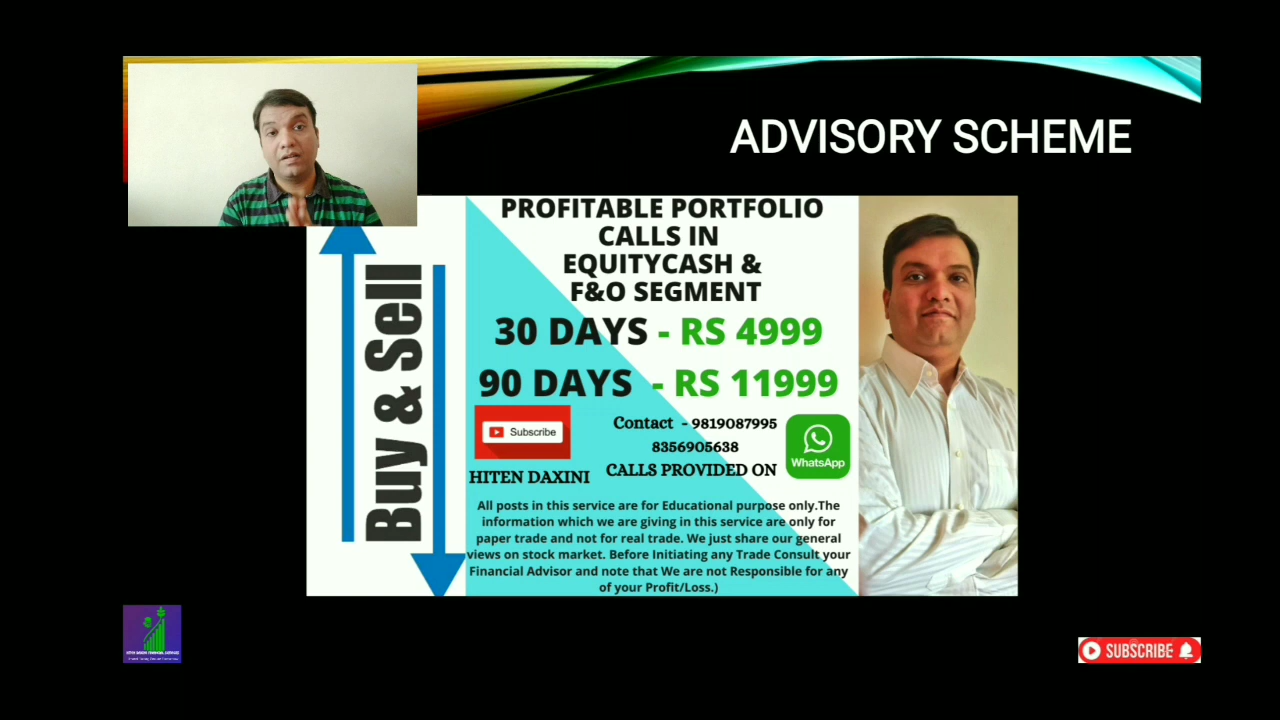 ADVISORY SCHEME
PROFITABLE PORTFOLIO
CALLS IN
EQUITYCASH &
F&O SEGMENT
30 DAYS - RS 4999
90 DAYS - RS 11999
Buy & Sell
Subscribe
HITEN DAXINI
Contact - 9819087995
8356905638
CALLS PROVIDED ON
WhatsApp
All posts in this service are for Educational purpose only.The
information which we are giving in this service are only for
paper trade and not for real trade. We just share our general
views on stock market. Before Initiating any Trade Consult your
Financial Advisor and note that We are not Responsible for any
of your Profit/Loss.)
SUBSCRIBE